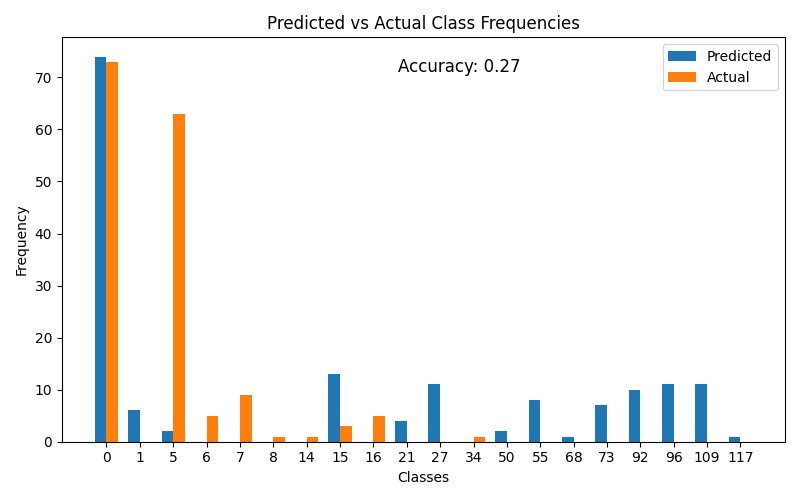 Predicted vs Actual Class Frequencies
Accuracy: 0.27
Predicted
Actual
Frequency
70
60
50
40
30
20
10
0
0 1 5 6 7 8 14 15 16 21 27 34 50 55 68 73 92 96 109 117
Classes